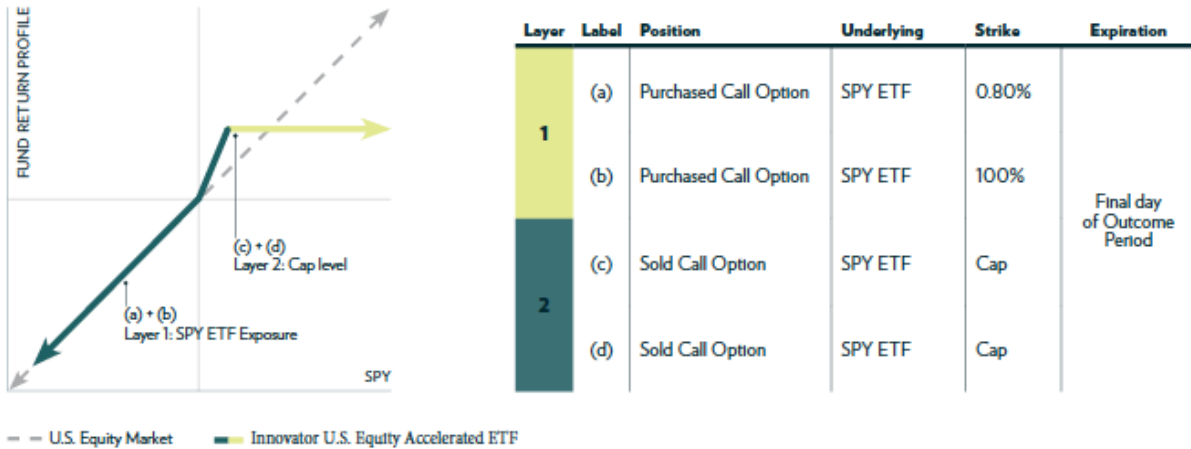 FUND RETURN PROFILE
(c) + (d)
Layer 2: Cap level
(a) + (b)
Layer 1: SPY ETF Exposure
SPY
U.S. Equity Market
Innovator U.S. Equity Accelerated ETF
Layer Label Position Underlying Strike Expiration
1
(a) Purchased Call Option SPY ETF 0.80%
(b) Purchased Call Option SPY ETF 100%
Final day
of Outcome
Period
2
(c) Sold Call Option SPY ETF Cap
(d) Sold Call Option SPY ETF Cap